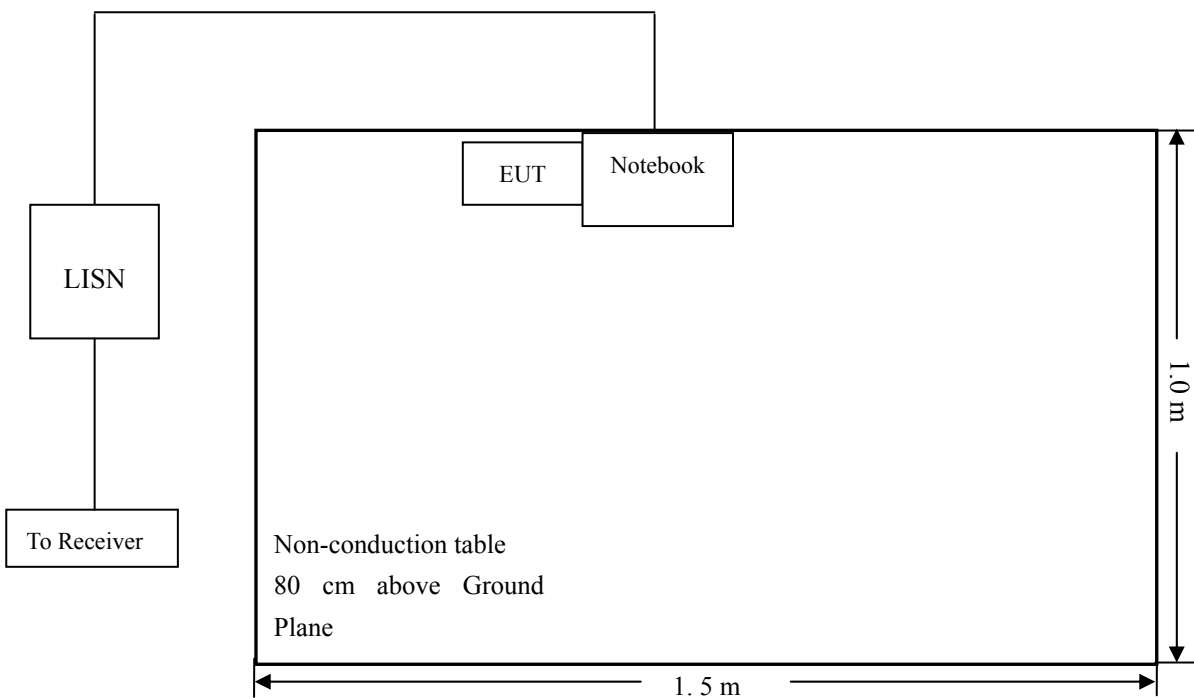 EUT
Notebook
LISN
1.0 m
To Receiver
Non-conduction table
80 cm above Ground
Plane
1. 5 m